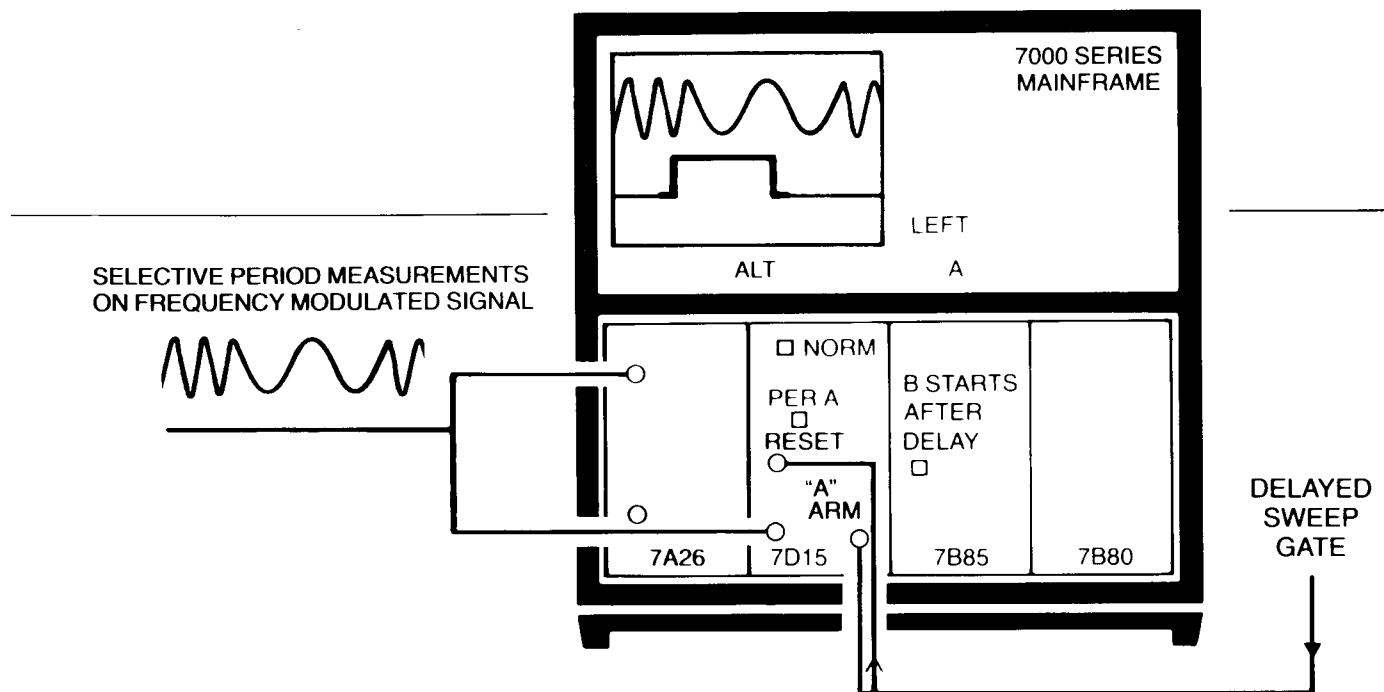 7000 SERIES
MAINFRAME
LEFT
ALT A
SELECTIVE PERIOD MEASUREMENTS
ON FREQUENCY MODULATED SIGNAL
NORM
PER A
RESET
"A"
ARM
B STARTS
AFTER
DELAY
7A26 7D15 7B85 7B80
DELAYED
SWEEP
GATE